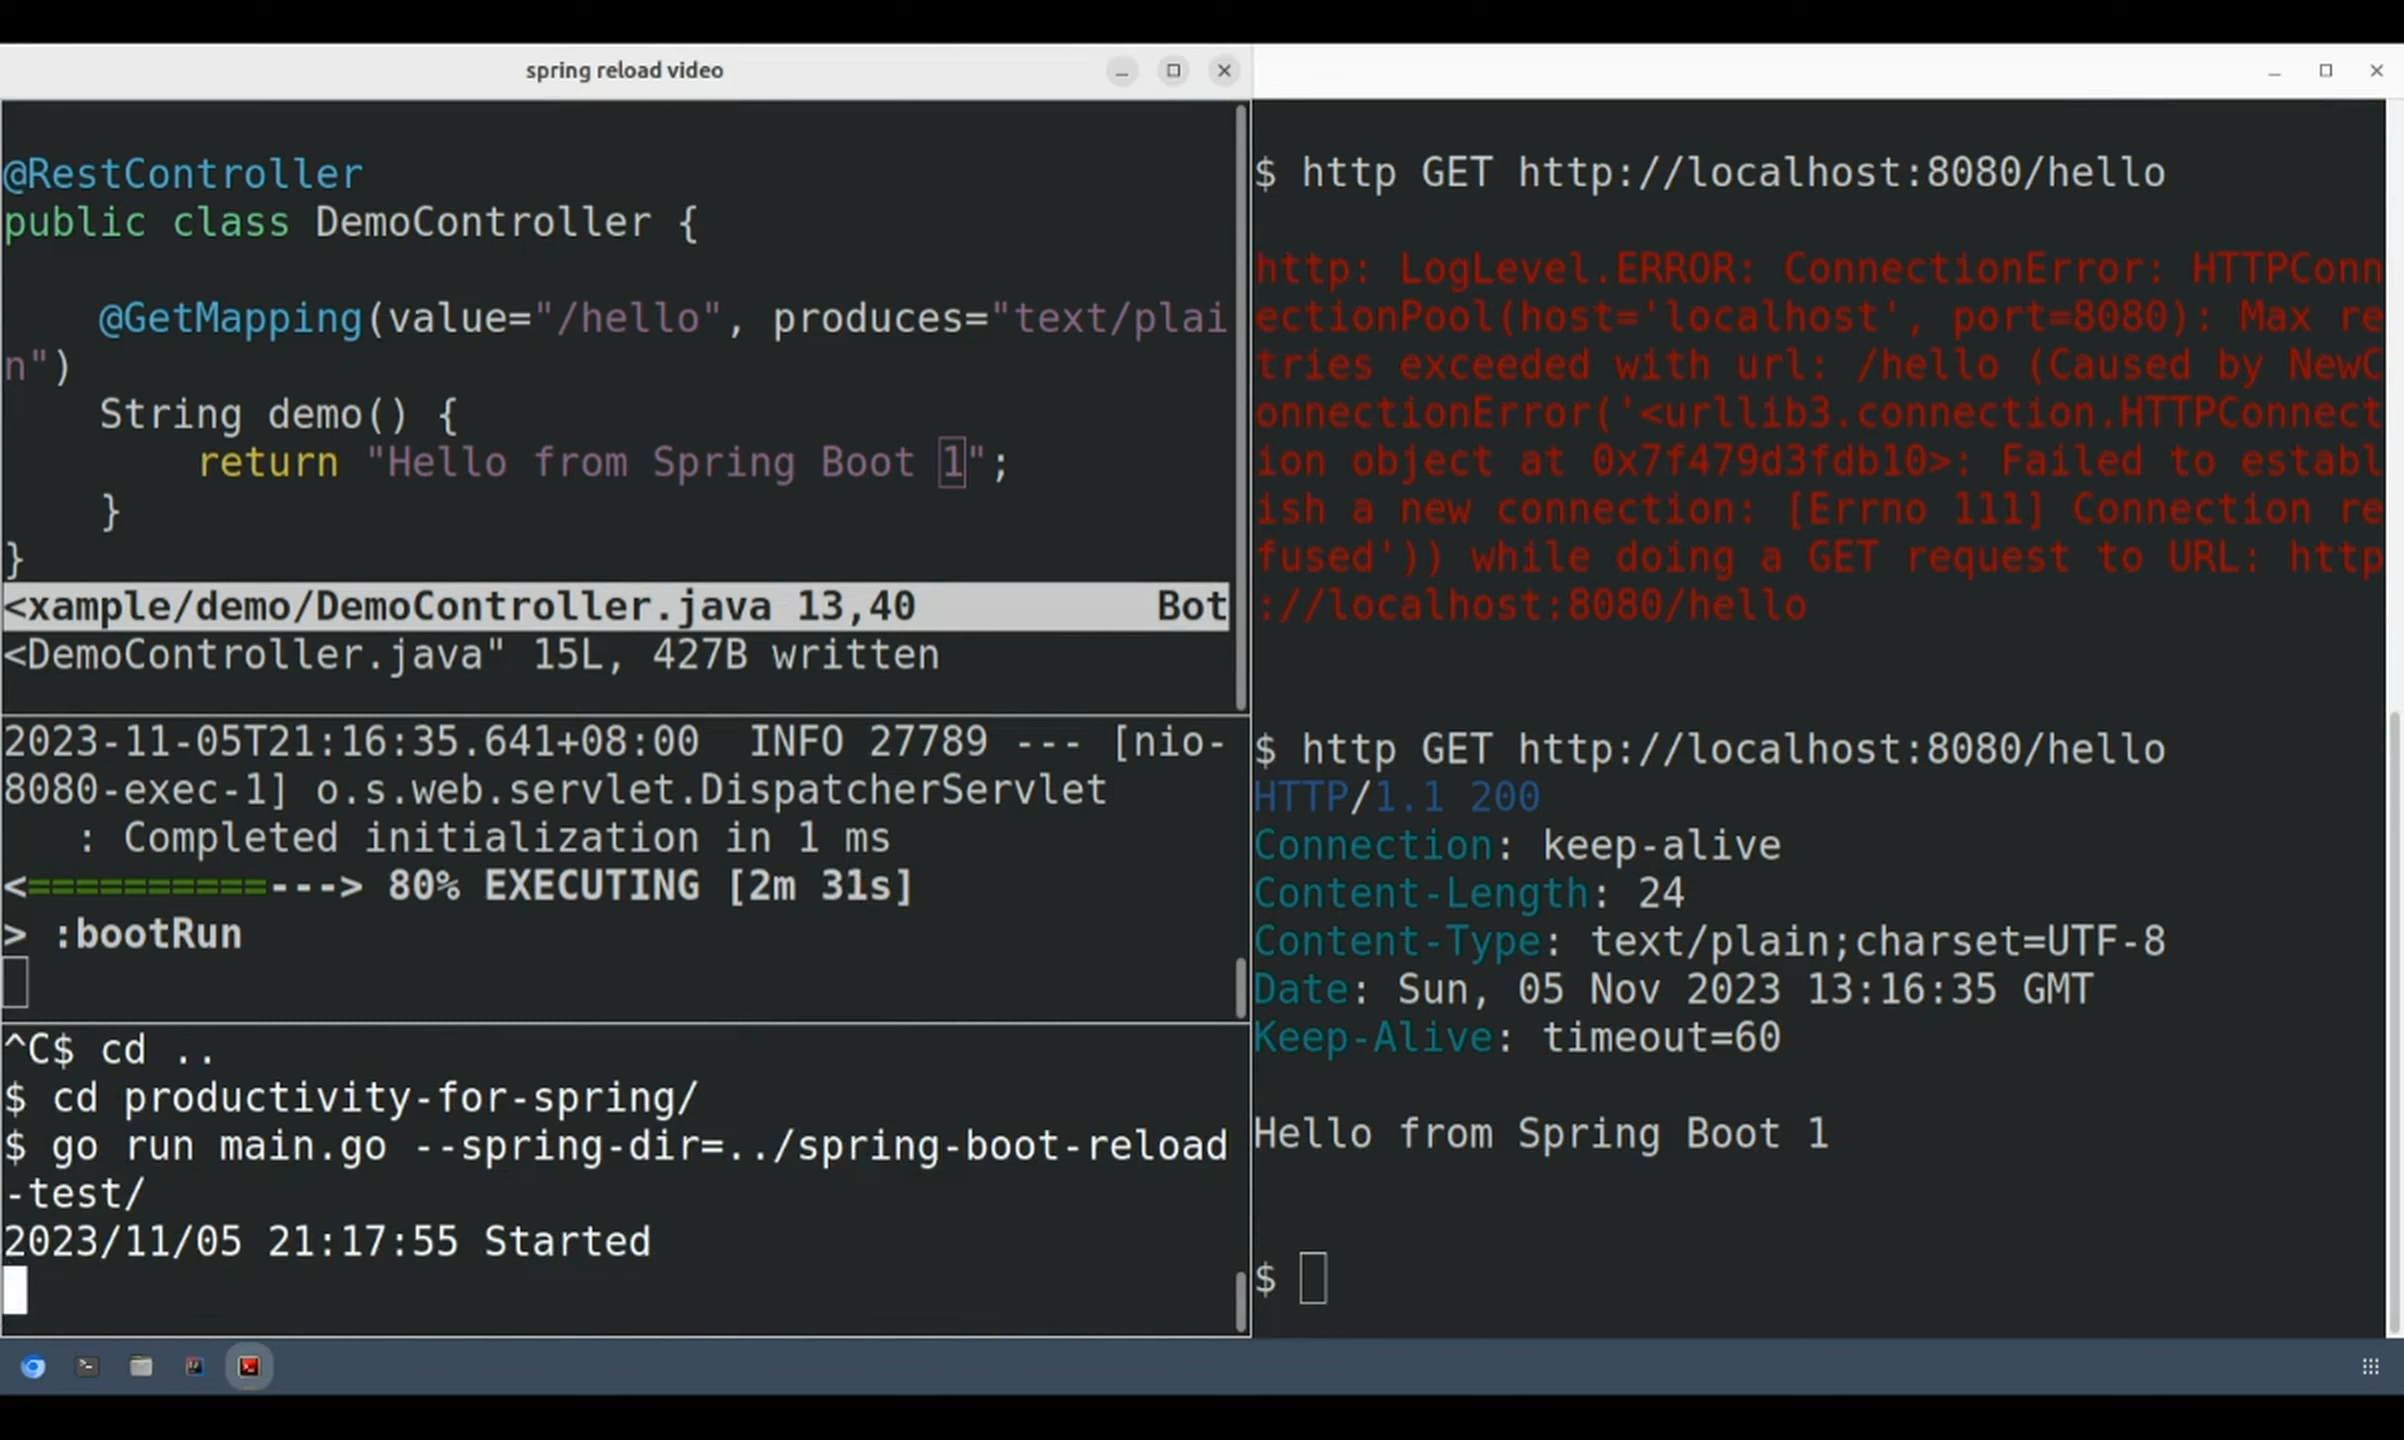 spring reload video
@RestController
public class DemoController {
@GetMapping(value="/hello", produces="text/plai
n")
String demo() {
return "Hello from Spring Boot 1";
}
}
<xample/demo/DemoController.java 13,40 Bot
<DemoController.java" 15L, 427B written
2023-11-05T21:16:35.641+08:00  INFO 27789 --- [nio-
8080-exec-1] o.s.web.servlet.DispatcherServlet
: Completed initialization in 1 ms
<==========---> 80% EXECUTING [2m 31s]
> :bootRun
^C$ cd ..
$ cd productivity-for-spring/
$ go run main.go --spring-dir=../spring-boot-reload
-test/
2023/11/05 21:17:55 Started
$ http GET http://localhost:8080/hello
http: LogLevel.ERROR: ConnectionError: HTTPConn
ectionPool(host='localhost', port=8080): Max re
tries exceeded with url: /hello (Caused by NewC
onnectionError('<urllib3.connection.HTTPConnect
ion object at 0x7f479d3fdb10>: Failed to establ
ish a new connection: [Errno 111] Connection re
fused')) while doing a GET request to URL: http
://localhost:8080/hello
$ http GET http://localhost:8080/hello
HTTP/1.1 200
Connection: keep-alive
Content-Length: 24
Content-Type: text/plain;charset=UTF-8
Date: Sun, 05 Nov 2023 13:16:35 GMT
Keep-Alive: timeout=60
Hello from Spring Boot 1
$